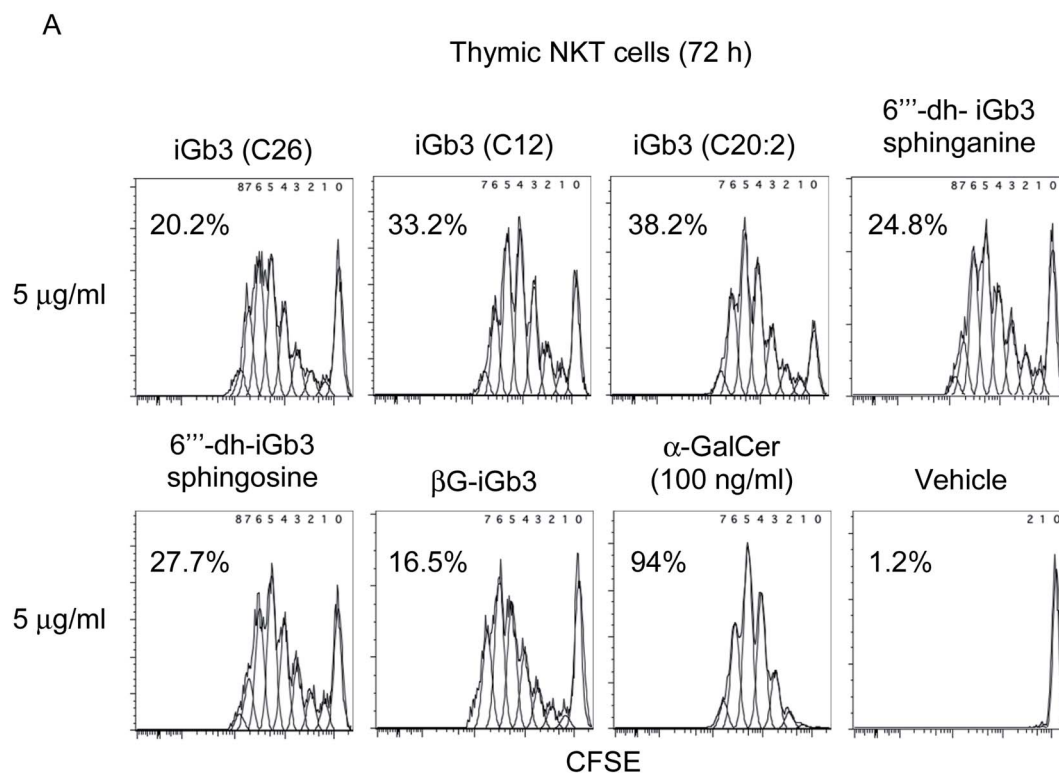 A
Thymic NKT cells (72 h)
iGb3 (C26)
iGb3 (C12)
iGb3 (C20:2)
6’’’-dh- iGb3
sphinganine
5 μg/ml
8 7 6 5 4 3 2 1 0
20.2%
7 6 5 4 3 2 1 0
33.2%
7 6 5 4 3 2 1 0
38.2%
8 7 6 5 4 3 2 1 0
24.8%
6’’’-dh-iGb3
sphingosine
βG-iGb3
α-GalCer
(100 ng/ml)
Vehicle
5 μg/ml
8 7 6 5 4 3 2 1 0
27.7%
7 6 5 4 3 2 1 0
16.5%
7 6 5 4 3 2 1 0
94%
2 1 0
1.2%
CFSE